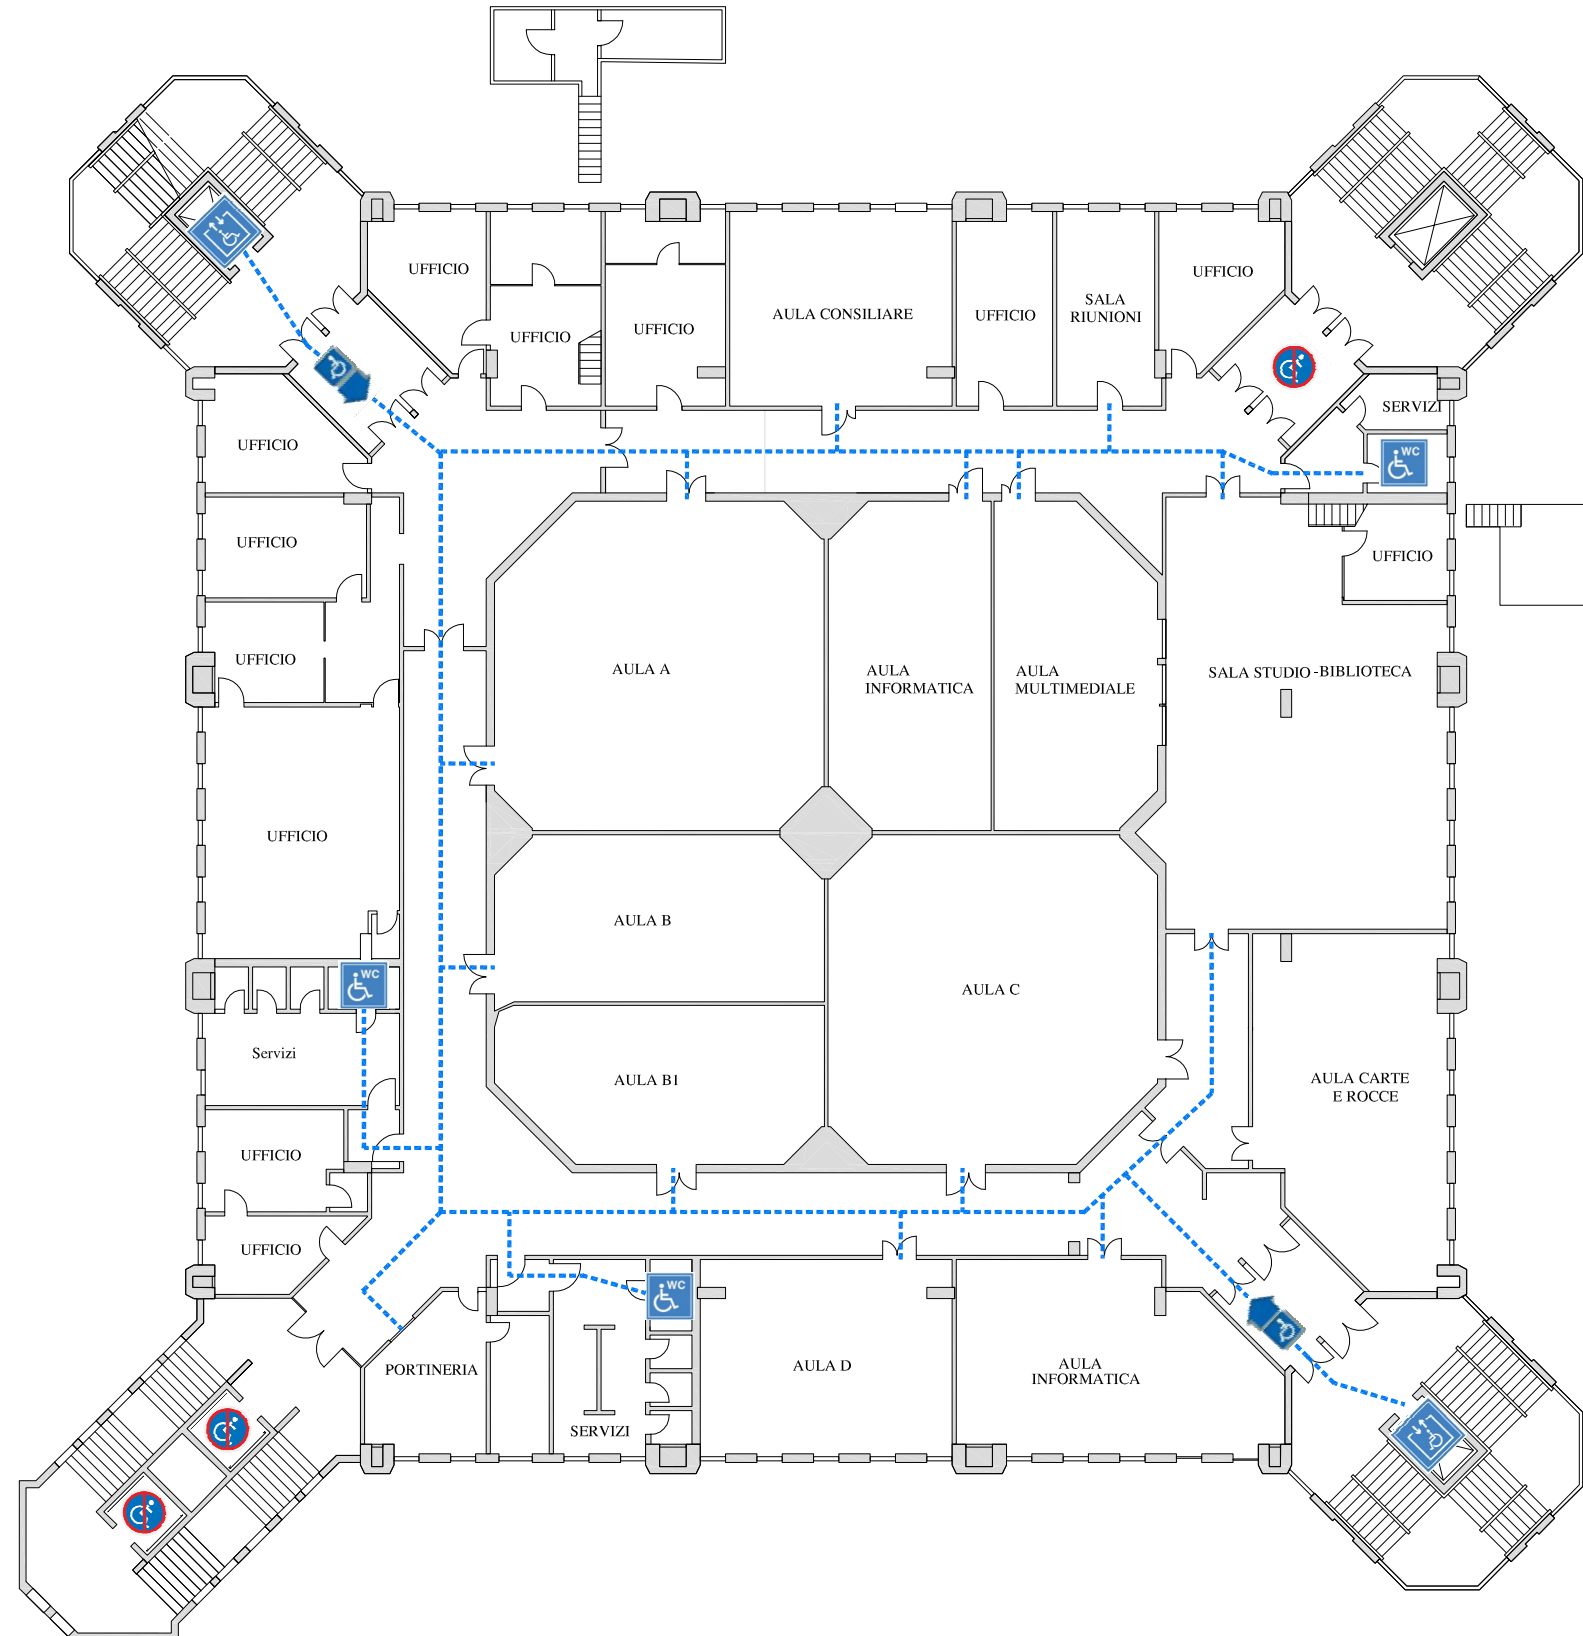 UFFICIO
UFFICIO
UFFICIO
AULA CONSILIARE
UFFICIO
SALA
RIUNIONI
UFFICIO
SERVIZI
WC
UFFICIO
UFFICIO
UFFICIO
UFFICIO
AULA A
AULA
INFORMATICA
AULA
MULTIMEDIALE
SALA STUDIO-BIBLIOTECA
UFFICIO
UFFICIO
AULA B
WC
AULA C
Servizi
AULA B1
AULA CARTE
E ROCCE
UFFICIO
UFFICIO
WC
PORTINERIA
AULA D
AULA
INFORMATICA
SERVIZI